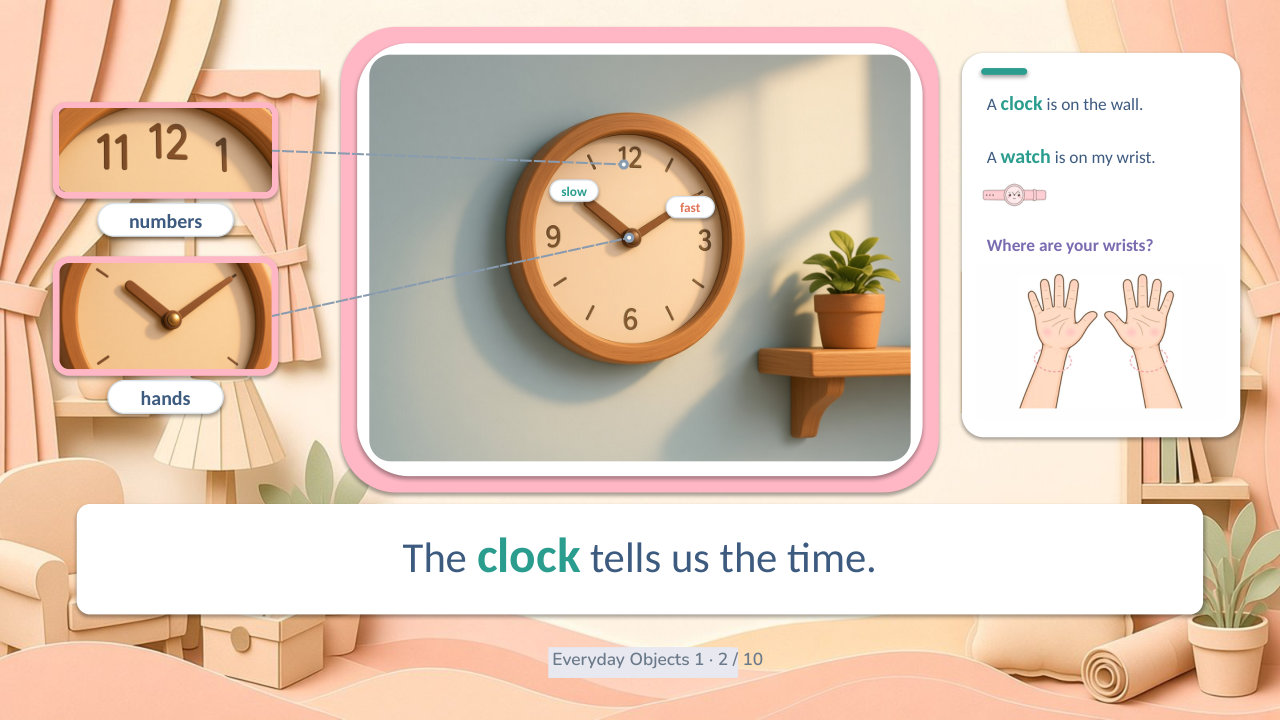 11 12 1
numbers
hands
12
slow
fast
9
3
6
A clock is on the wall.
A watch is on my wrist.
Where are your wrists?
The clock tells us the time.
Everyday Objects 1 · 2 / 10